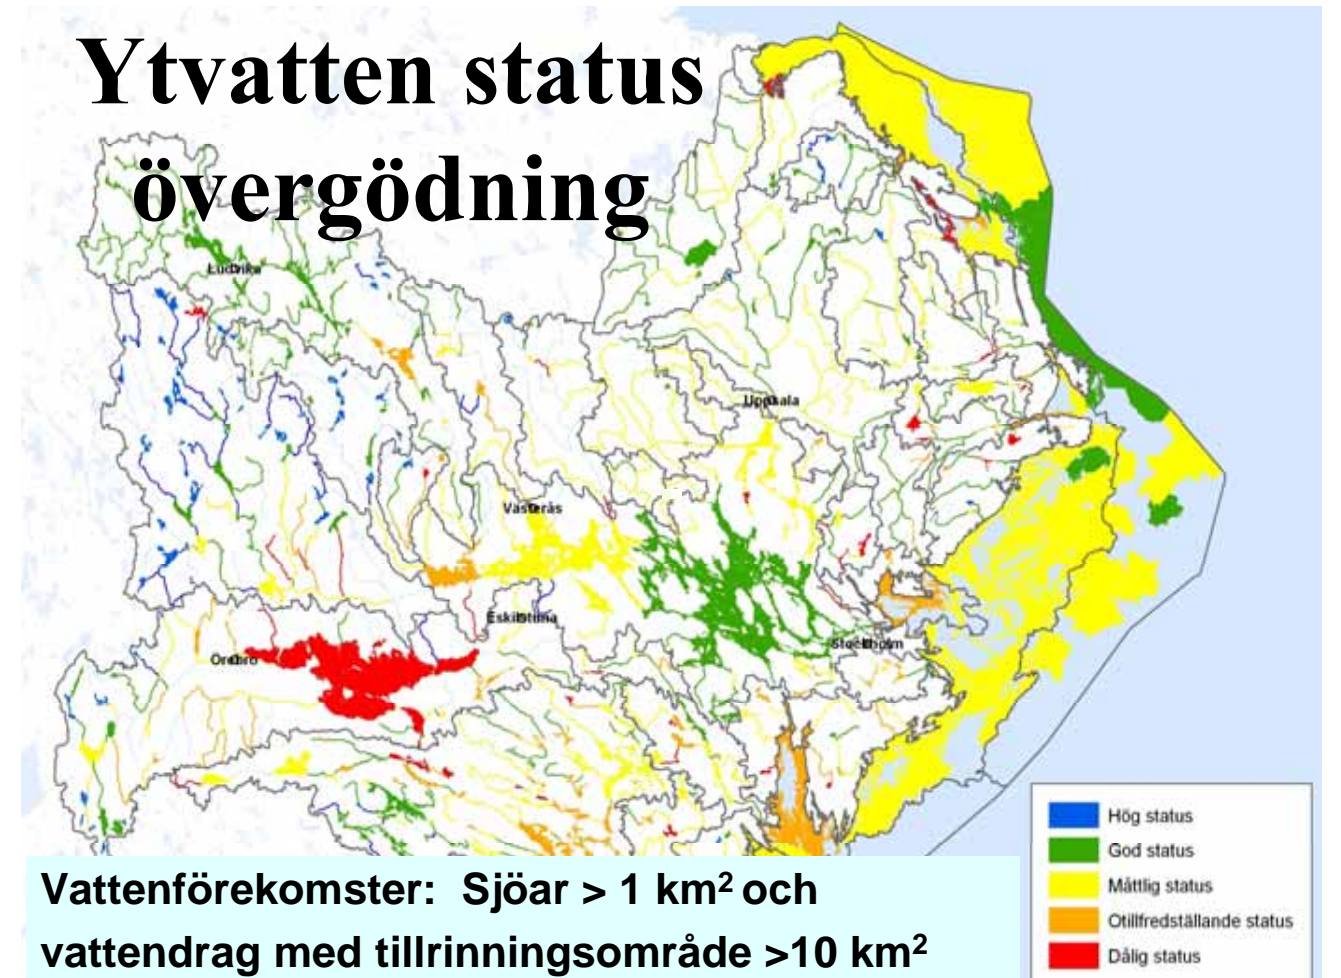 Ytvatten status
övergödning
Ludvika
Uppsala
Västerås
Eskilstuna
Stockholm
Örebro
Hög status
God status
Måttlig status
Otillfredställande status
Dålig status
Vattenförekomster: Sjöar > 1 km² och
vattendrag med tillrinningsområde >10 km²